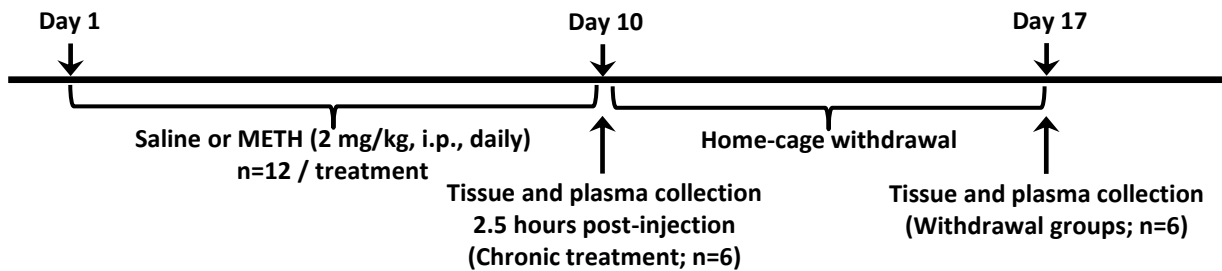 Day 1
Day 10
Day 17
Saline or METH (2 mg/kg, i.p., daily)
n=12 / treatment
Home-cage withdrawal
Tissue and plasma collection
2.5 hours post-injection
(Chronic treatment; n=6)
Tissue and plasma collection
(Withdrawal groups; n=6)